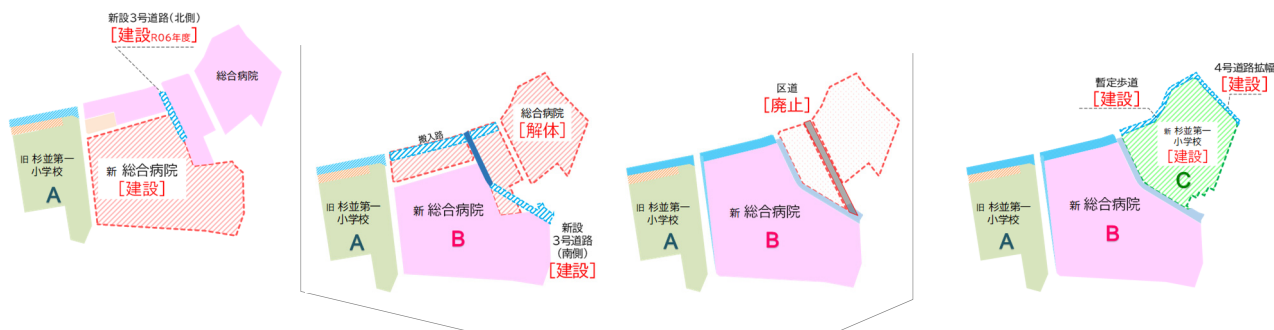 新設3号道路(北側)
[建設R06年度]
総合病院
旧 杉並第一
小学校
A
新 総合病院
[建設]
搬入路
総合病院
[解体]
旧 杉並第一
小学校
A
新 総合病院
B
新設
3号道路
(南側)
[建設]
区道
[廃止]
旧 杉並第一
小学校
A
新 総合病院
B
暫定歩道
[建設]
4号道路拡幅
[建設]
新 杉並第一
小学校
[建設]
C
旧 杉並第一
小学校
A
新 総合病院
B